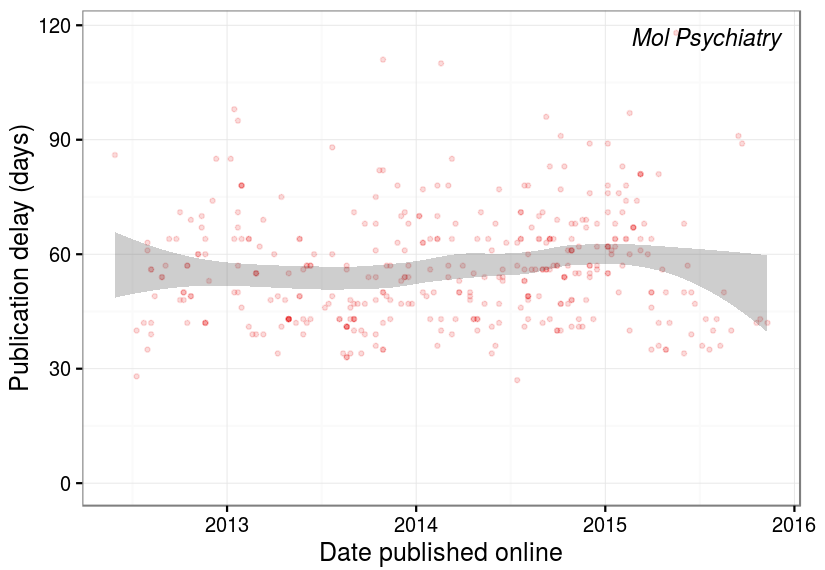 Mol Psychiatry
Publication delay (days)
120
90
60
30
0
2013 2014 2015 2016
Date published online